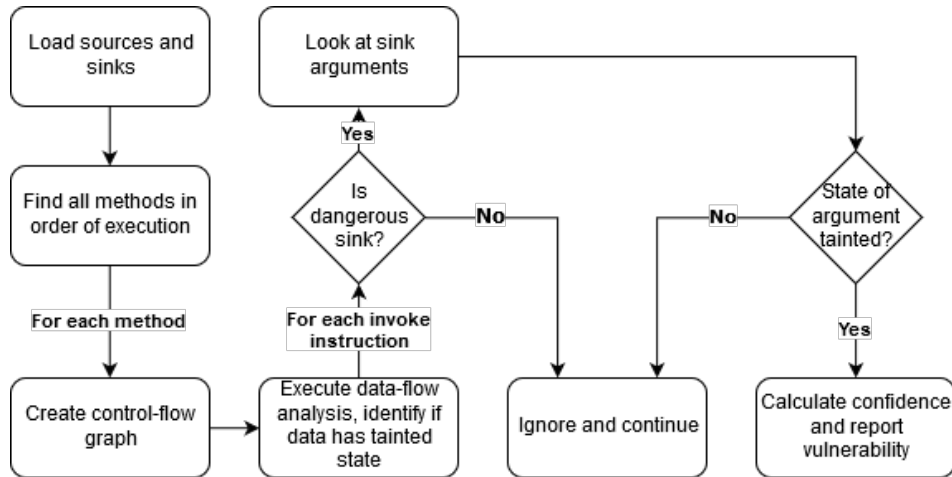 Load sources and
sinks
Find all methods in
order of execution
For each method
Create control-flow
graph
Execute data-flow
analysis, identify if
data has tainted
state
For each invoke
instruction
Is
dangerous
sink?
Yes
No
Look at sink
arguments
State of
argument
tainted?
No
Yes
Ignore and continue
Calculate confidence
and report
vulnerability